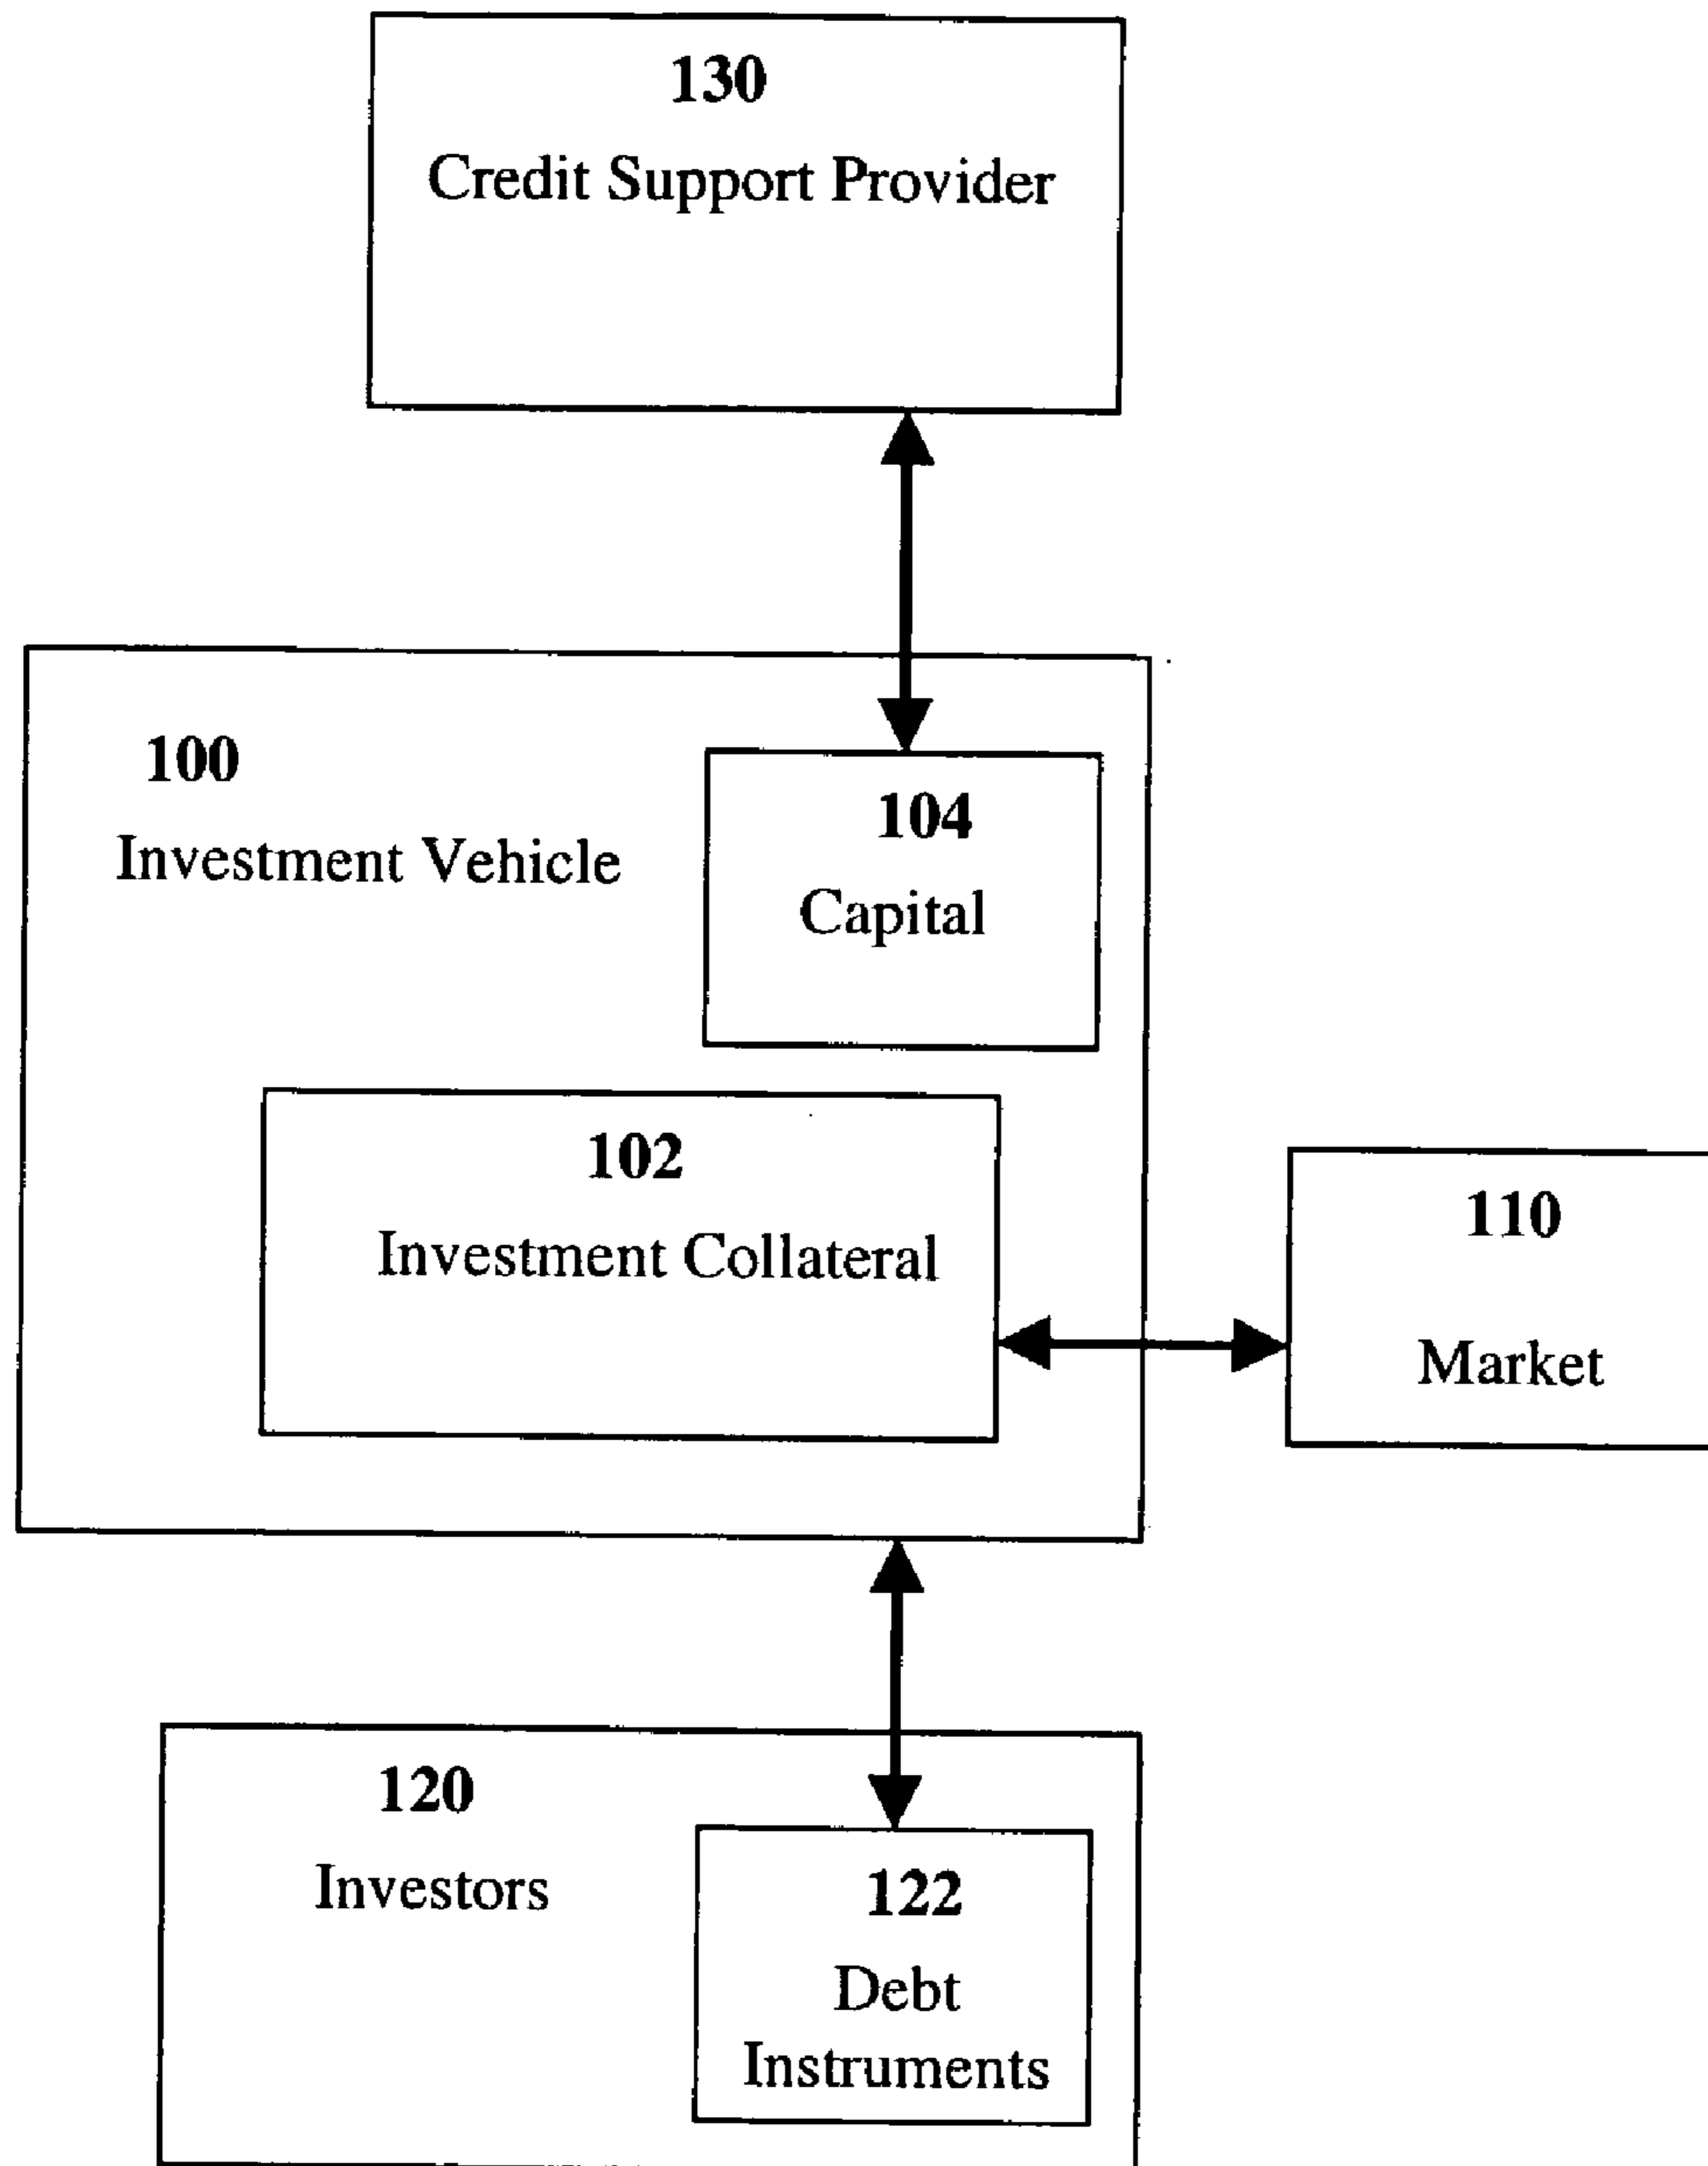 130
Credit Support Provider
100
Investment Vehicle
104
Capital
102
Investment Collateral
110
Market
120
Investors
122
Debt
Instruments